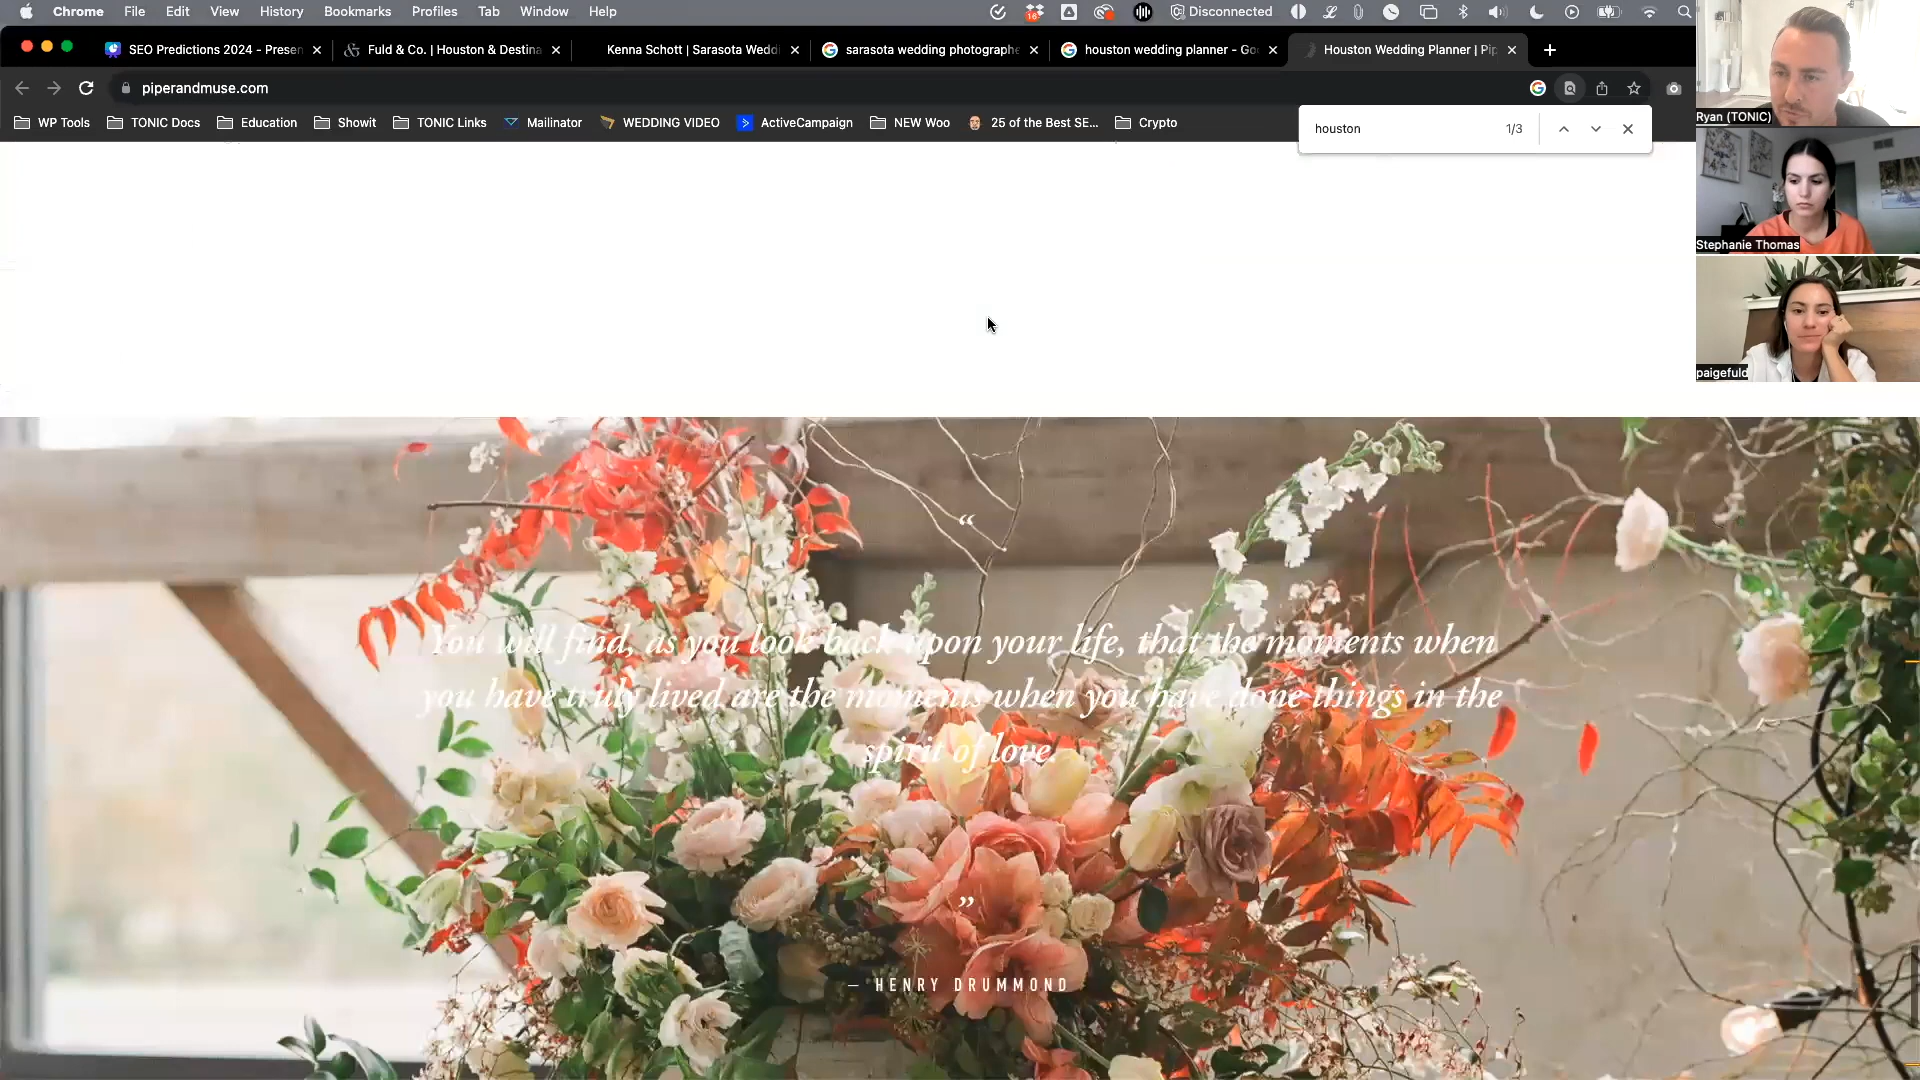 Chrome File Edit View History Bookmarks Profiles Tab Window Help
16 Disconnected
SEO Predictions 2024 - Presen Fuld & Co. | Houston & Destina Kenna Schott | Sarasota Weddi sarasota wedding photographe houston wedding planner - Goo Houston Wedding Planner | Pip
piperandmuse.com
WP Tools TONIC Docs Education Showit TONIC Links Mailinator WEDDING VIDEO ActiveCampaign NEW Woo 25 of the Best SE... Crypto
houston 1/3
Ryan (TONIC)
Stephanie Thomas
paigefuld
“
You will find, as you look back upon your life, that the moments when
you have truly lived are the moments when you have done things in the
spirit of love.
”
— HENRY DRUMMOND